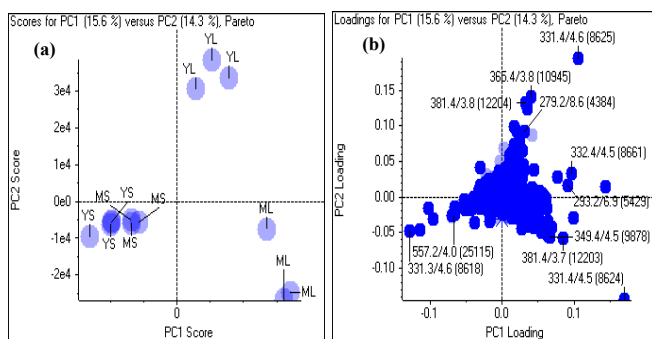 Scores for PC1 (15.6 %) versus PC2 (14.3 %), Pareto
(a)
YL
YL
YL
3e4
2e4
1e4
0e0
-1e4
-2e4
PC2 Score
YS
MS
YS
MS
YS
MS
ML
ML
ML
0
PC1 Score
Loadings for PC1 (15.6 %) versus PC2 (14.3 %), Pareto
(b)
331.4/4.6 (8625)
365.4/3.8 (10945)
381.4/3.8 (12204)
279.2/8.6 (4384)
332.4/4.5 (8661)
293.2/6.9 (5429)
349.4/4.5 (9878)
557.2/4.0 (25115)
381.4/3.7 (12203)
331.3/4.6 (8618)
331.4/4.5 (8624)
0.15
0.10
0.05
0.00
-0.05
-0.10
PC2 Loading
-0.1
0.0
0.1
PC1 Loading